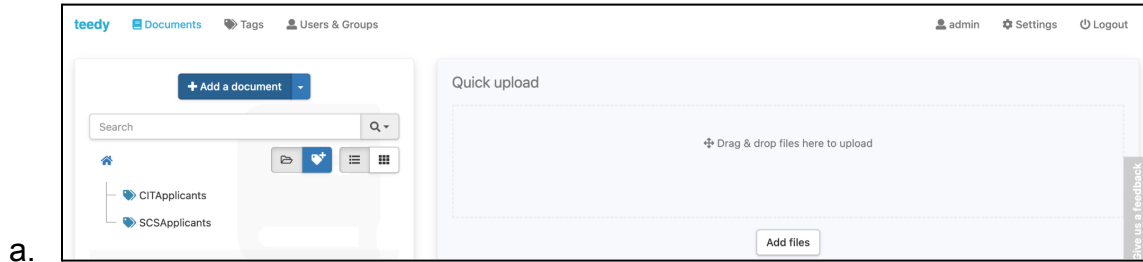 teedy Documents Tags Users & Groups admin Settings Logout
+ Add a document
Search
CITApplicants
SCSApplicants
Quick upload
Drag & drop files here to upload
Add files
Give us a feedback
a.